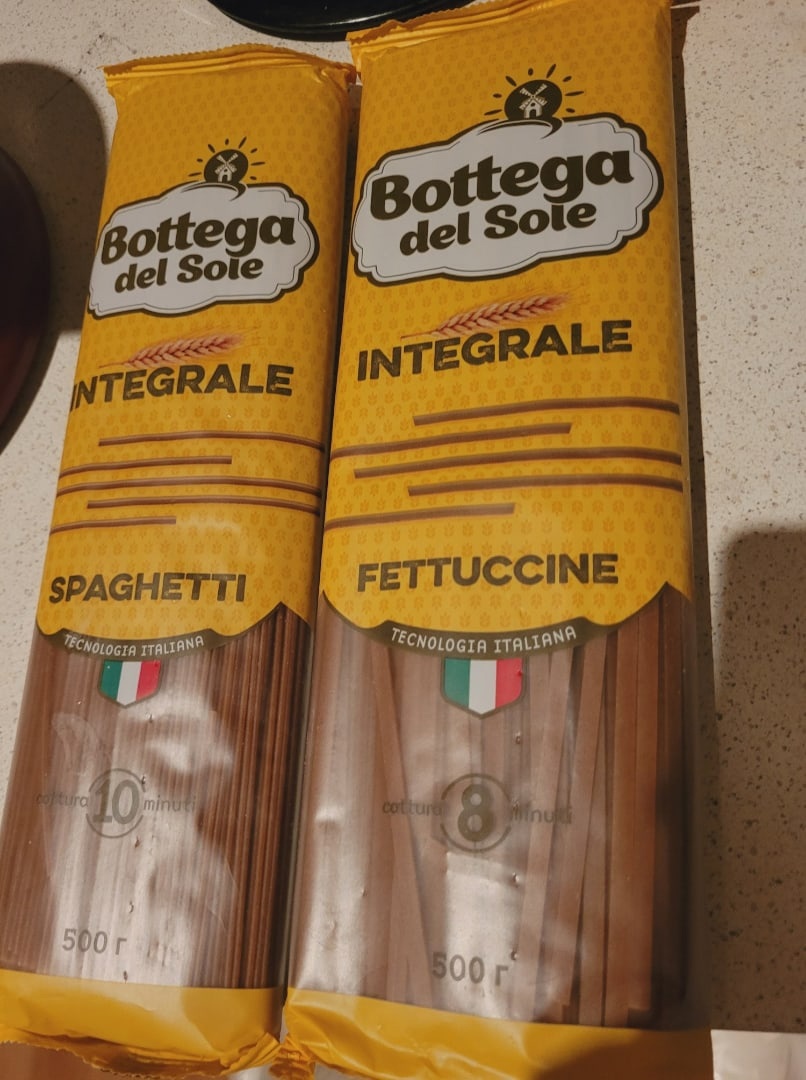 Bottega
del Sole
INTEGRALE
SPAGHETTI
TECNOLOGIA ITALIANA
cottura 10 minuti
500 г
Bottega
del Sole
INTEGRALE
FETTUCCINE
TECNOLOGIA ITALIANA
cottura 8 minuti
500 г